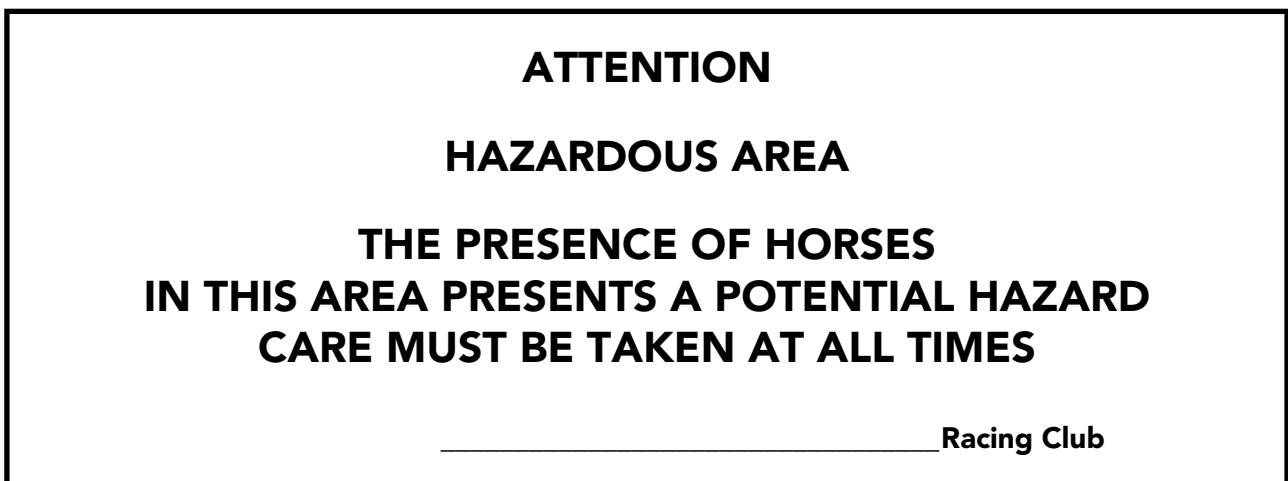 ATTENTION
HAZARDOUS AREA
THE PRESENCE OF HORSES
IN THIS AREA PRESENTS A POTENTIAL HAZARD
CARE MUST BE TAKEN AT ALL TIMES
__________________________________Racing Club